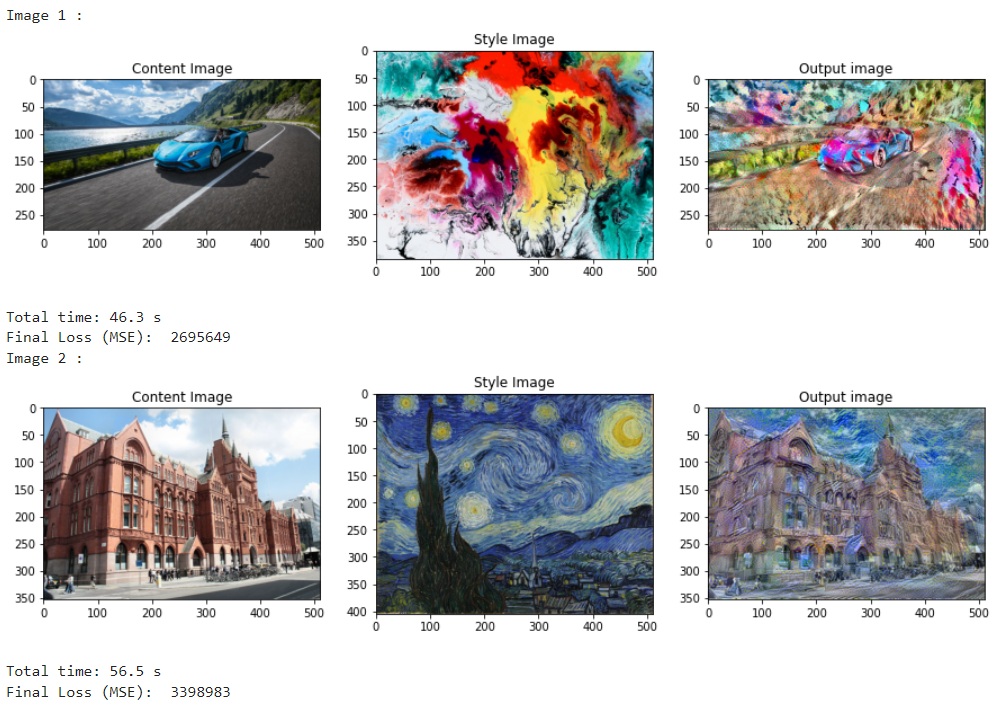 Image 1 :
Content Image
Style Image
Output image
0
50
100
150
200
250
0 100 200 300 400 500
0
50
100
150
200
250
300
350
0 100 200 300 400 500
0
50
100
150
200
250
0 100 200 300 400 500
Total time: 46.3 s
Final Loss (MSE):  2695649
Image 2 :
Content Image
Style Image
Output image
0
50
100
150
200
250
300
350
0 100 200 300 400 500
0
50
100
150
200
250
300
350
400
0 100 200 300 400 500
0
50
100
150
200
250
300
350
0 100 200 300 400 500
Total time: 56.5 s
Final Loss (MSE):  3398983